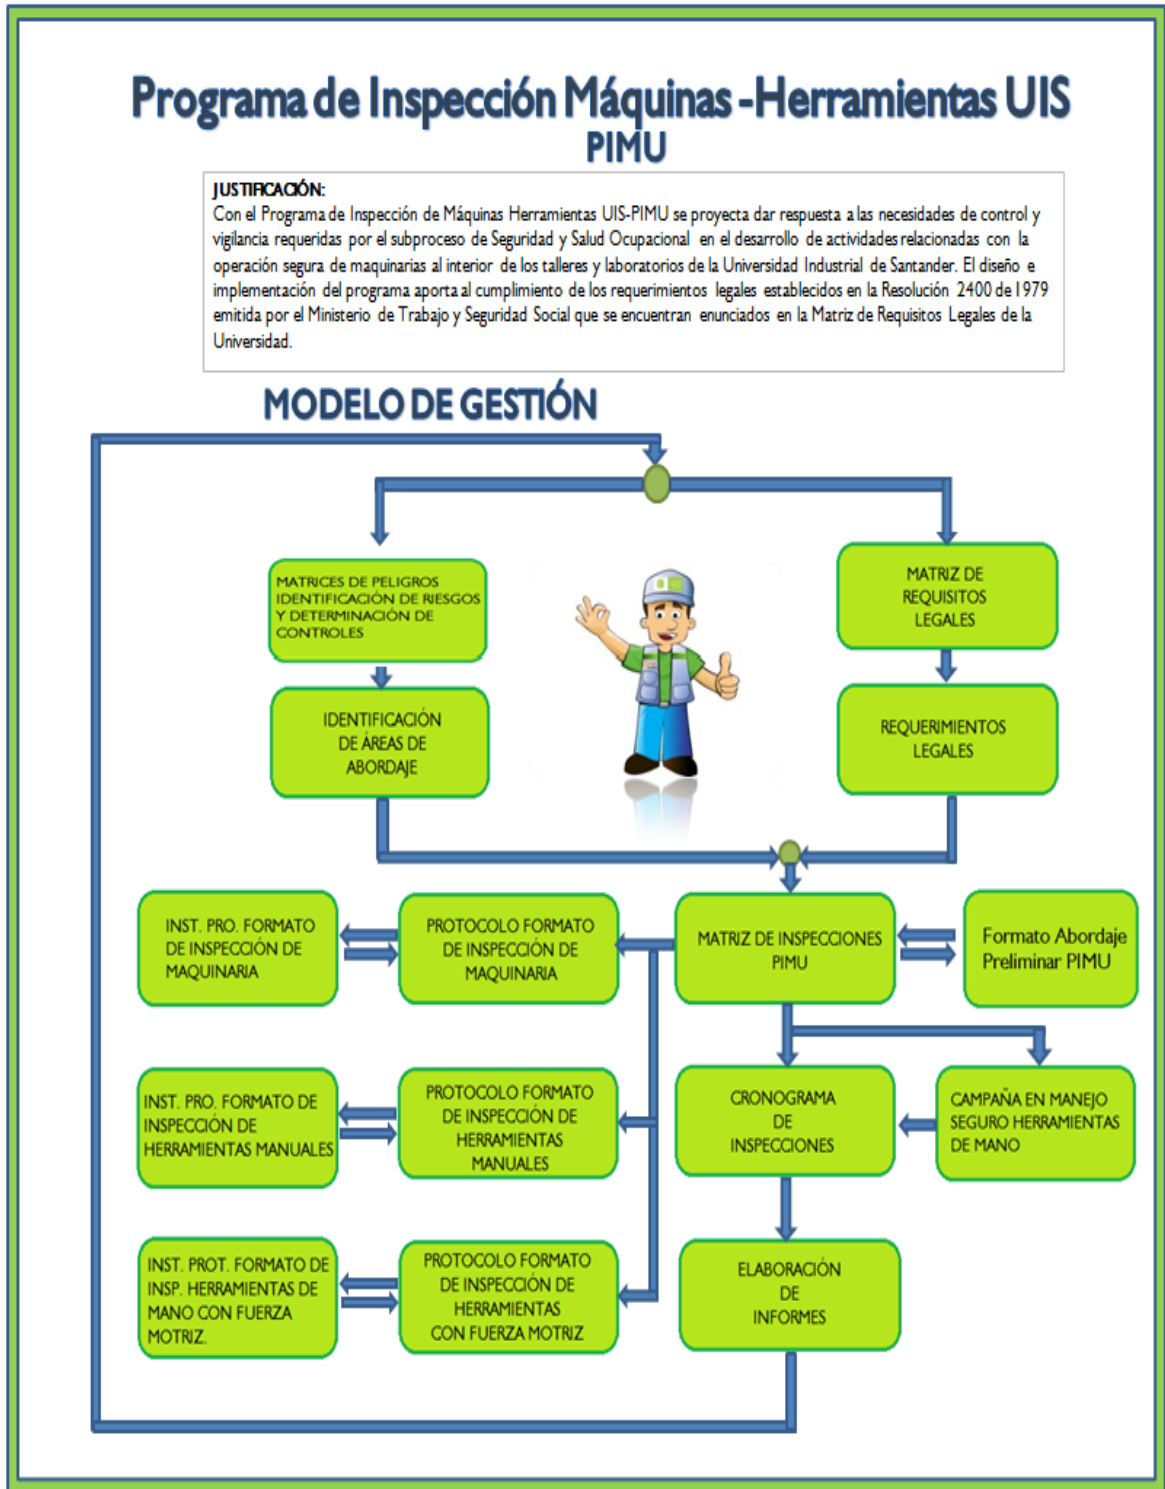 Programa de Inspección Máquinas -Herramientas UIS
PIMU
JUSTIFICACIÓN:
Con el Programa de Inspección de Máquinas Herramientas UIS-PIMU se proyecta dar respuesta a las necesidades de control y
vigilancia requeridas por el subproceso de Seguridad y Salud Ocupacional en el desarrollo de actividades relacionadas con la
operación segura de maquinarias al interior de los talleres y laboratorios de la Universidad Industrial de Santander. El diseño e
implementación del programa aporta al cumplimiento de los requerimientos legales establecidos en la Resolución 2400 de 1979
emitida por el Ministerio de Trabajo y Seguridad Social que se encuentran enunciados en la Matriz de Requisitos Legales de la
Universidad.
MODELO DE GESTIÓN
MATRICES DE PELIGROS
IDENTIFICACIÓN DE RIESGOS
Y DETERMINACIÓN DE
CONTROLES
MATRIZ DE
REQUISITOS
LEGALES
IDENTIFICACIÓN
DE ÁREAS DE
ABORDAJE
REQUERIMIENTOS
LEGALES
INST. PRO. FORMATO
DE INSPECCIÓN DE
MAQUINARIA
PROTOCOLO FORMATO
DE INSPECCIÓN DE
MAQUINARIA
MATRIZ DE INSPECCIONES
PIMU
Formato Abordaje
Preliminar PIMU
INST. PRO. FORMATO DE
INSPECCIÓN DE
HERRAMIENTAS MANUALES
PROTOCOLO FORMATO
DE INSPECCIÓN DE
HERRAMIENTAS
MANUALES
CRONOGRAMA
DE
INSPECCIONES
CAMPAÑA EN MANEJO
SEGURO HERRAMIENTAS
DE MANO
INST. PROT. FORMATO DE
INSP. HERRAMIENTAS DE
MANO CON FUERZA
MOTRIZ.
PROTOCOLO FORMATO
DE INSPECCIÓN DE
HERRAMIENTAS
CON FUERZA MOTRIZ
ELABORACIÓN
DE
INFORMES